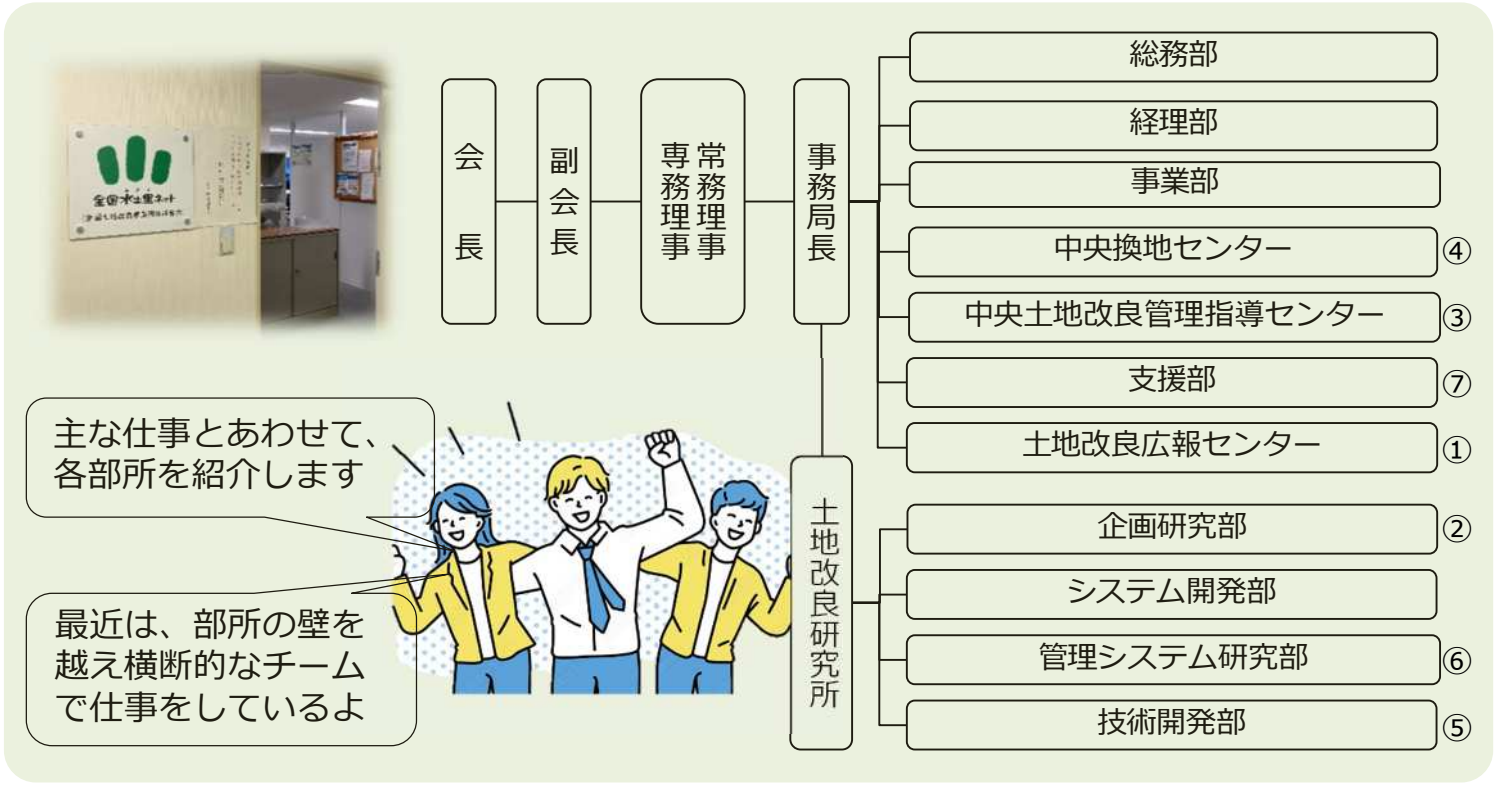 全国水土里ネット
会長
副会長
専務理事
常務理事
事務局長
総務部
経理部
事業部
中央換地センター ④
中央土地改良管理指導センター ③
支援部 ⑦
土地改良広報センター ①
土地改良研究所
企画研究部 ②
システム開発部
管理システム研究部 ⑥
技術開発部 ⑤
主な仕事とあわせて、
各部所を紹介します
最近は、部所の壁を
越え横断的なチーム
で仕事をしているよ